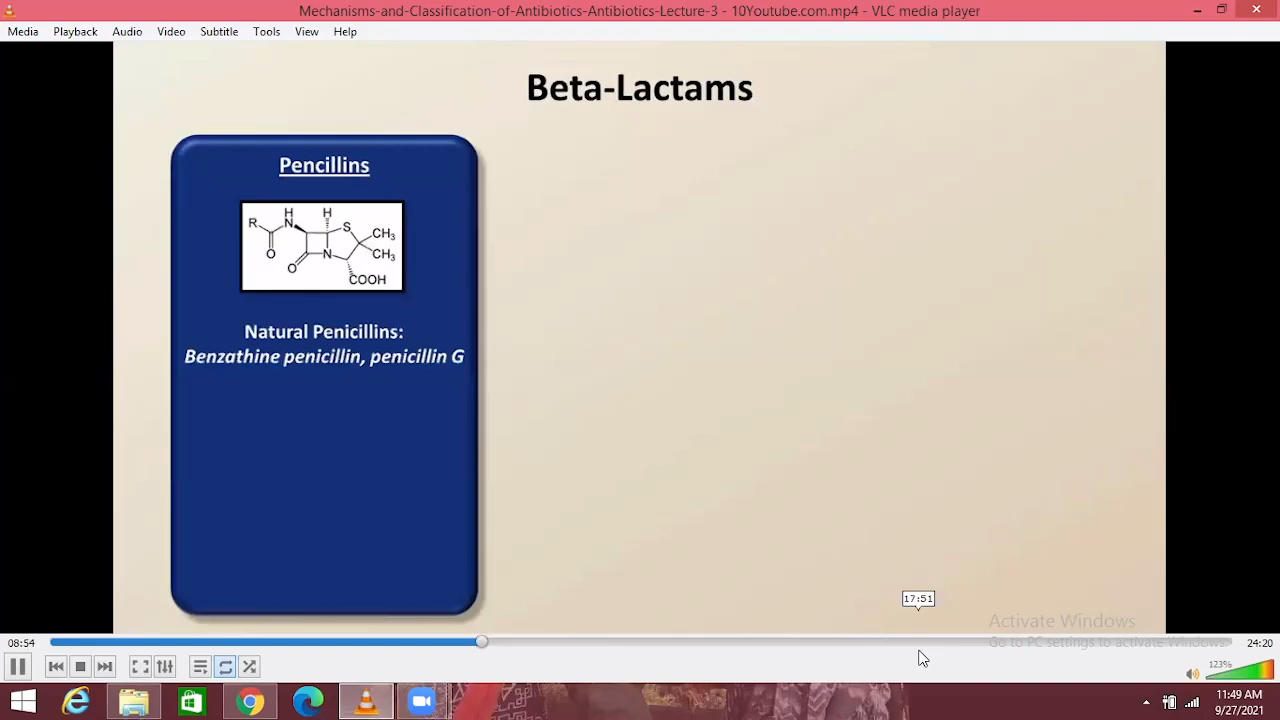 Mechanisms-and-Classification-of-Antibiotics-Antibiotics-Lecture-3 - 10Youtube.com.mp4 - VLC media player
Media Playback Audio Video Subtitle Tools View Help
Beta-Lactams
Pencillins
H H
R N S CH3
O N CH3
O
COOH
Natural Penicillins:
Benzathine penicillin, penicillin G
17:51
Activate Windows
Go to PC settings to activate Windows.
08:54 24:20
123%
11:49 AM
9/27/2021